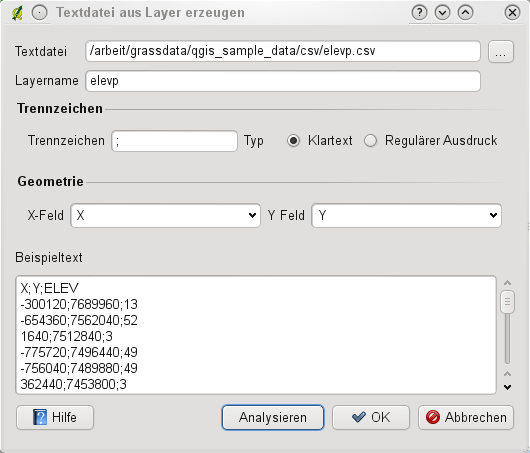 Textdatei aus Layer erzeugen
Textdatei /arbeit/grassdata/qgis_sample_data/csv/elevp.csv ...
Layername elevp
Trennzeichen
Trennzeichen ; Typ Klartext Regulärer Ausdruck
Geometrie
X-Feld X Y Feld Y
Beispieltext
X;Y;ELEV
-300120;7689960;13
-654360;7562040;52
1640;7512840;3
-775720;7496440;49
-756040;7489880;49
362440;7453800;3
Hilfe Analysieren OK Abbrechen